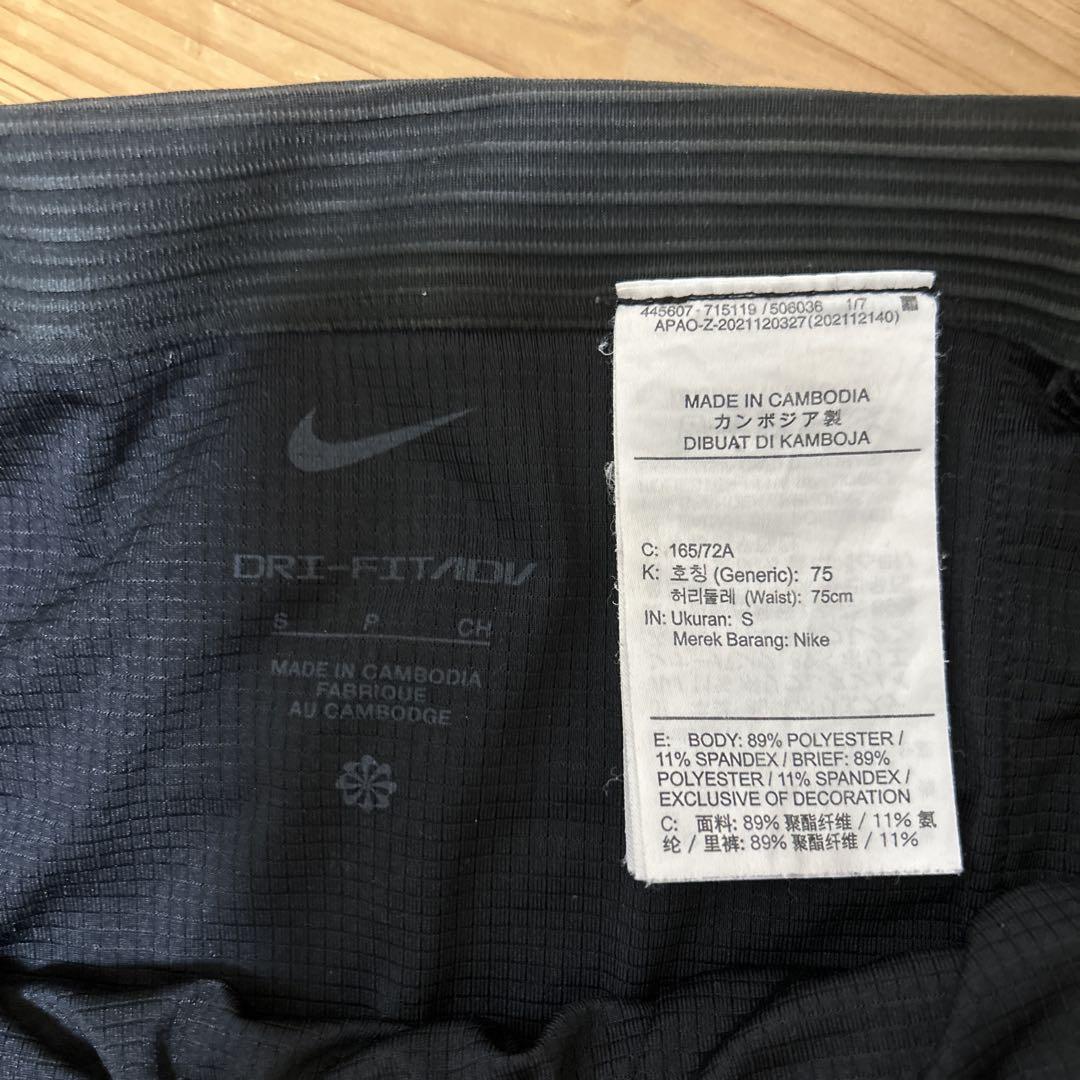 DRI-FIT ADV
S P CH
MADE IN CAMBODIA
FABRIQUE
AU CAMBODGE
445607 - 715119 / 506036 1/7
APAO-Z-2021120327(202112140)
MADE IN CAMBODIA
カンボジア製
DIBUAT DI KAMBOJA
C: 165/72A
K: 호칭 (Generic): 75
허리둘레 (Waist): 75cm
IN: Ukuran: S
Merek Barang: Nike
E: BODY: 89% POLYESTER /
11% SPANDEX / BRIEF: 89%
POLYESTER / 11% SPANDEX /
EXCLUSIVE OF DECORATION
C: 面料: 89% 聚酯纤维 / 11% 氨
纶 / 里裤: 89% 聚酯纤维 / 11%